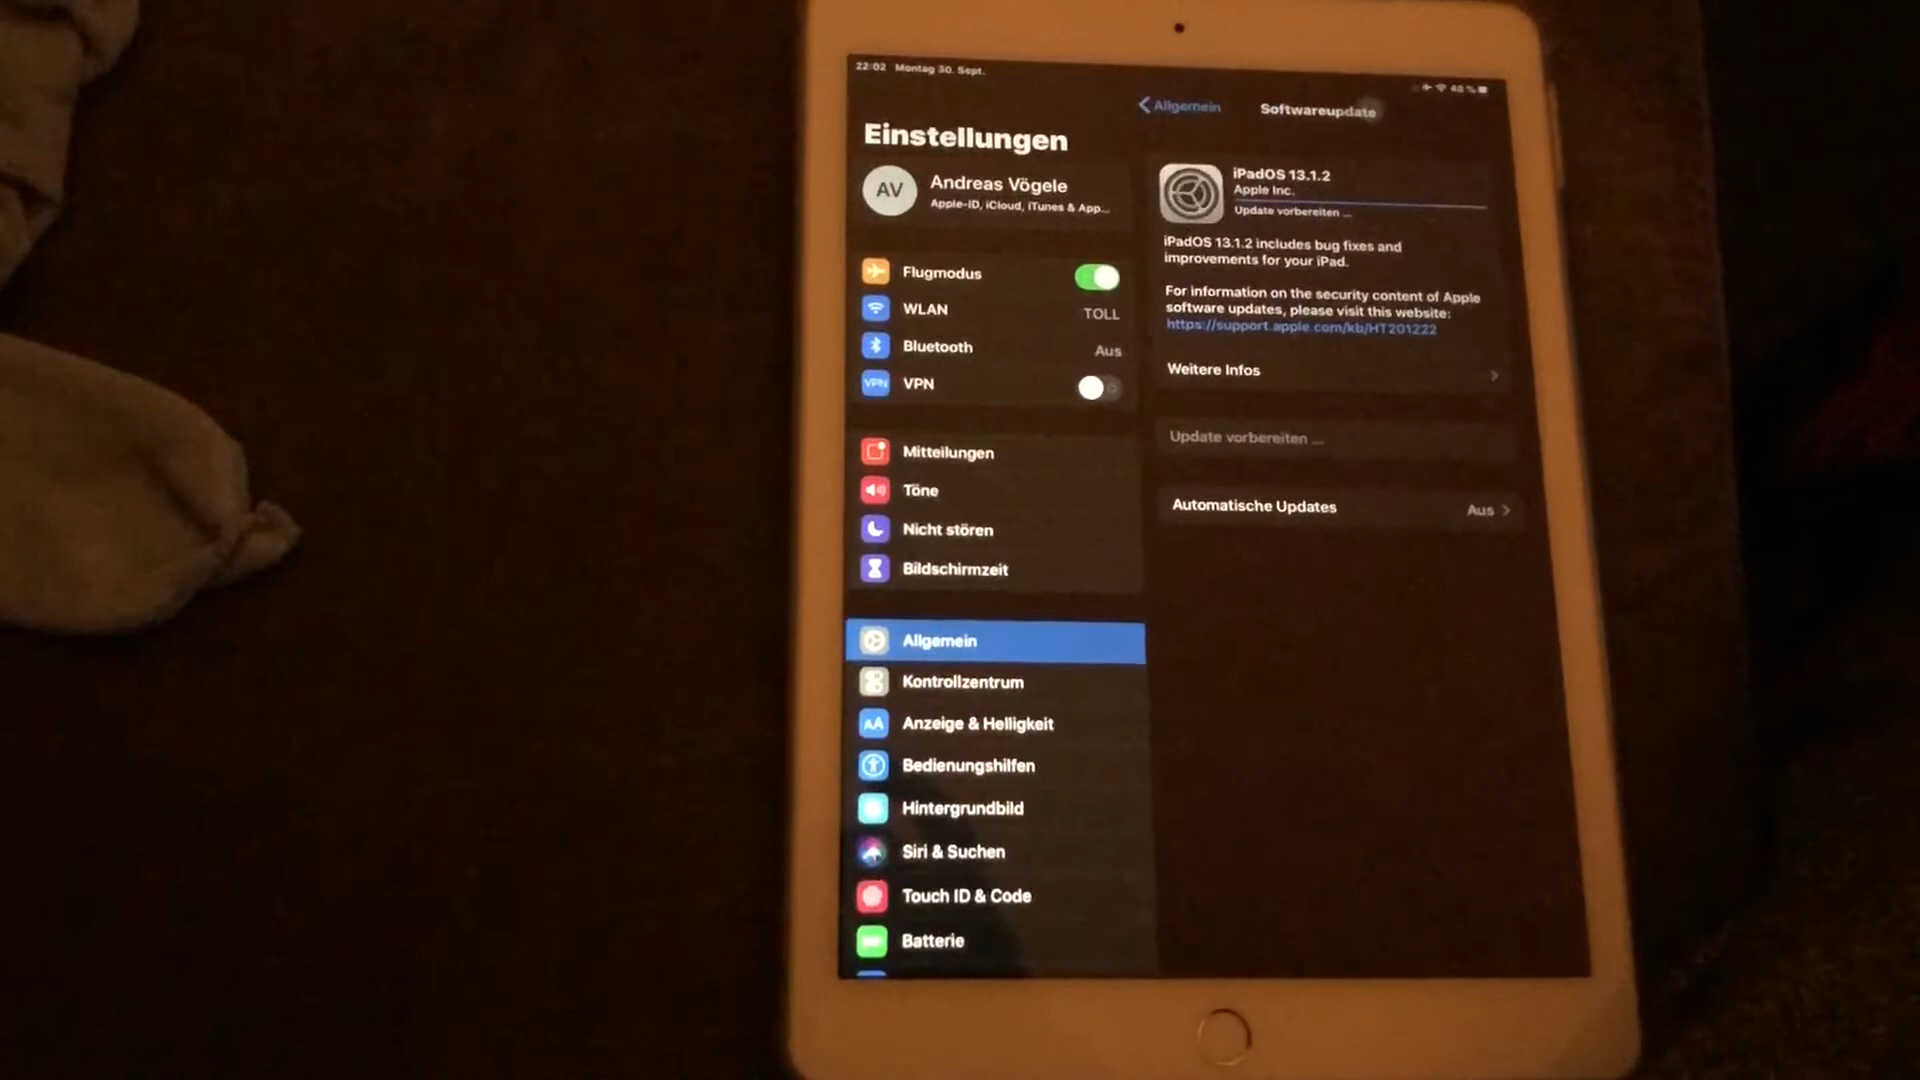 22:02 Montag 30. Sept.
48 %
Einstellungen
AV
Andreas Vögele
Apple-ID, iCloud, iTunes & App...
Flugmodus
WLAN TOLL
Bluetooth Aus
VPN VPN
Mitteilungen
Töne
Nicht stören
Bildschirmzeit
Allgemein
Kontrollzentrum
AA Anzeige & Helligkeit
Bedienungshilfen
Hintergrundbild
Siri & Suchen
Touch ID & Code
Batterie
Allgemein Softwareupdate
iPadOS 13.1.2
Apple Inc.
Update vorbereiten ...
iPadOS 13.1.2 includes bug fixes and
improvements for your iPad.
For information on the security content of Apple
software updates, please visit this website:
https://support.apple.com/kb/HT201222
Weitere Infos
Update vorbereiten ...
Automatische Updates Aus